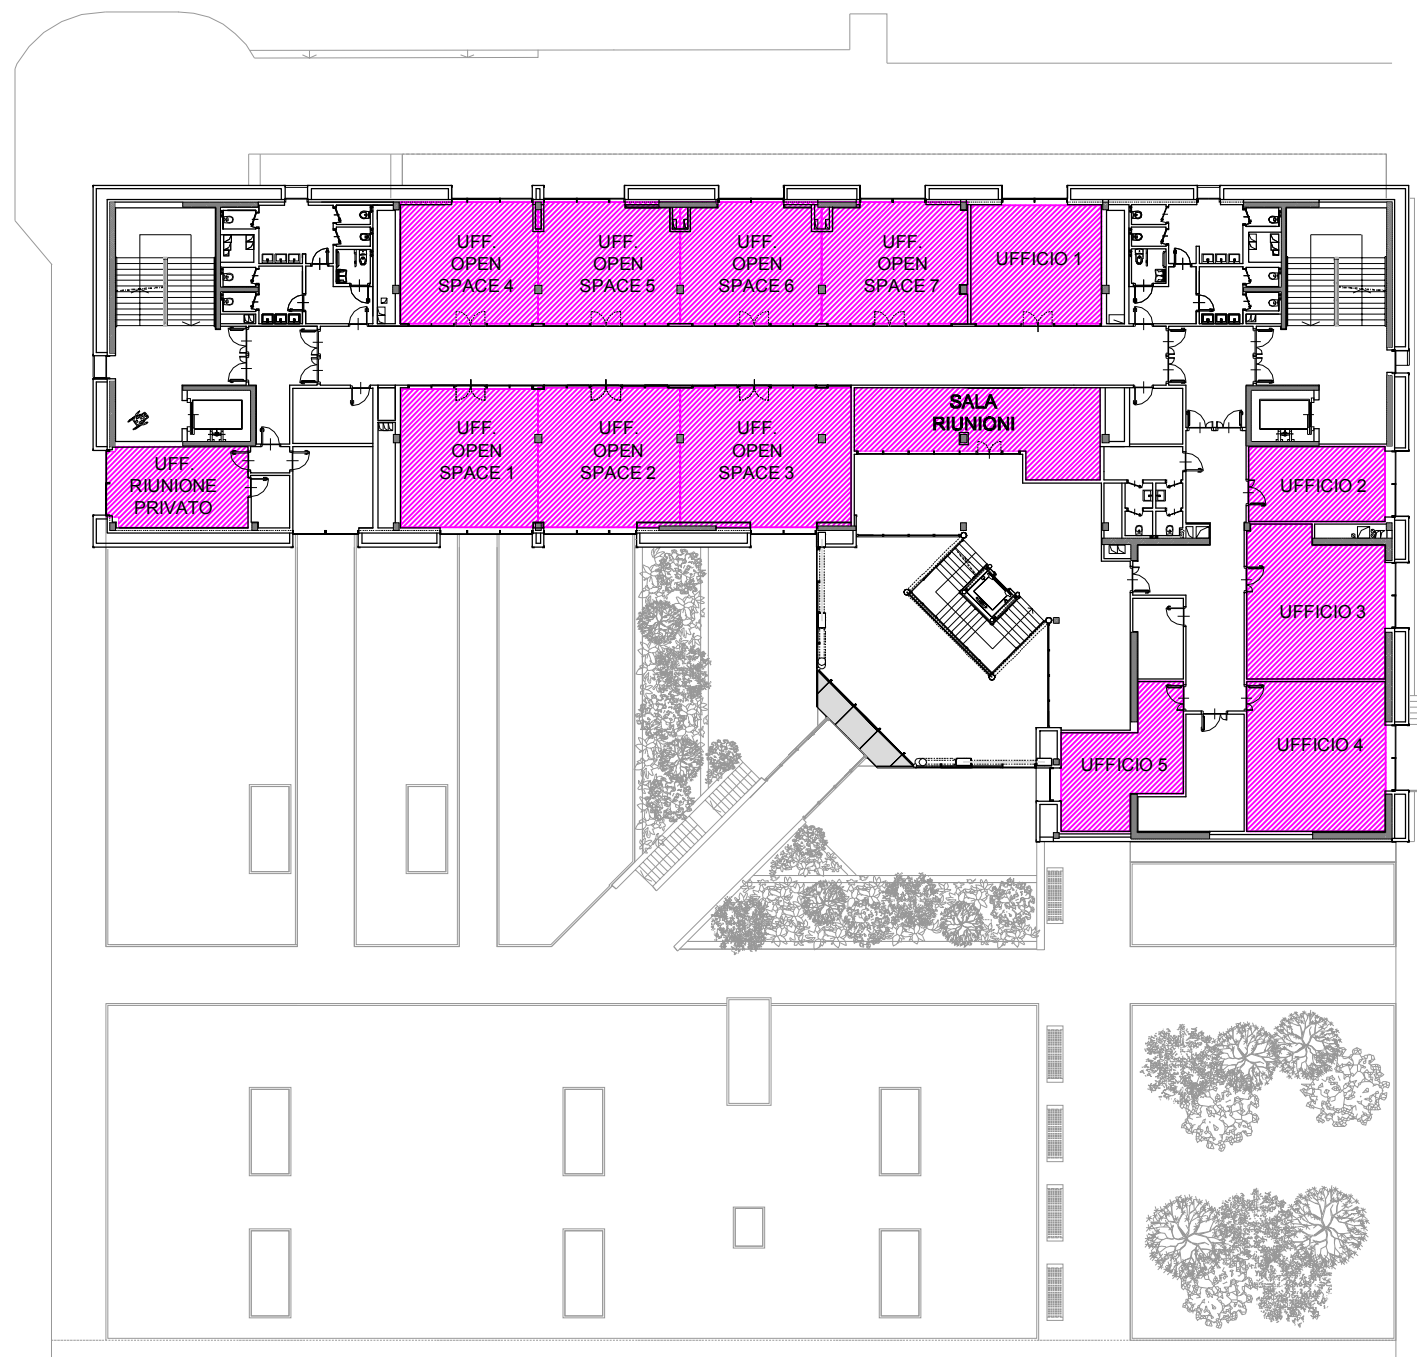 UFF.
OPEN
SPACE 4
UFF.
OPEN
SPACE 5
UFF.
OPEN
SPACE 6
UFF.
OPEN
SPACE 7
UFFICIO 1
UFF.
OPEN
SPACE 1
UFF.
OPEN
SPACE 2
UFF.
OPEN
SPACE 3
SALA
RIUNIONI
UFF.
RIUNIONE
PRIVATO
UFFICIO 2
UFFICIO 3
UFFICIO 4
UFFICIO 5